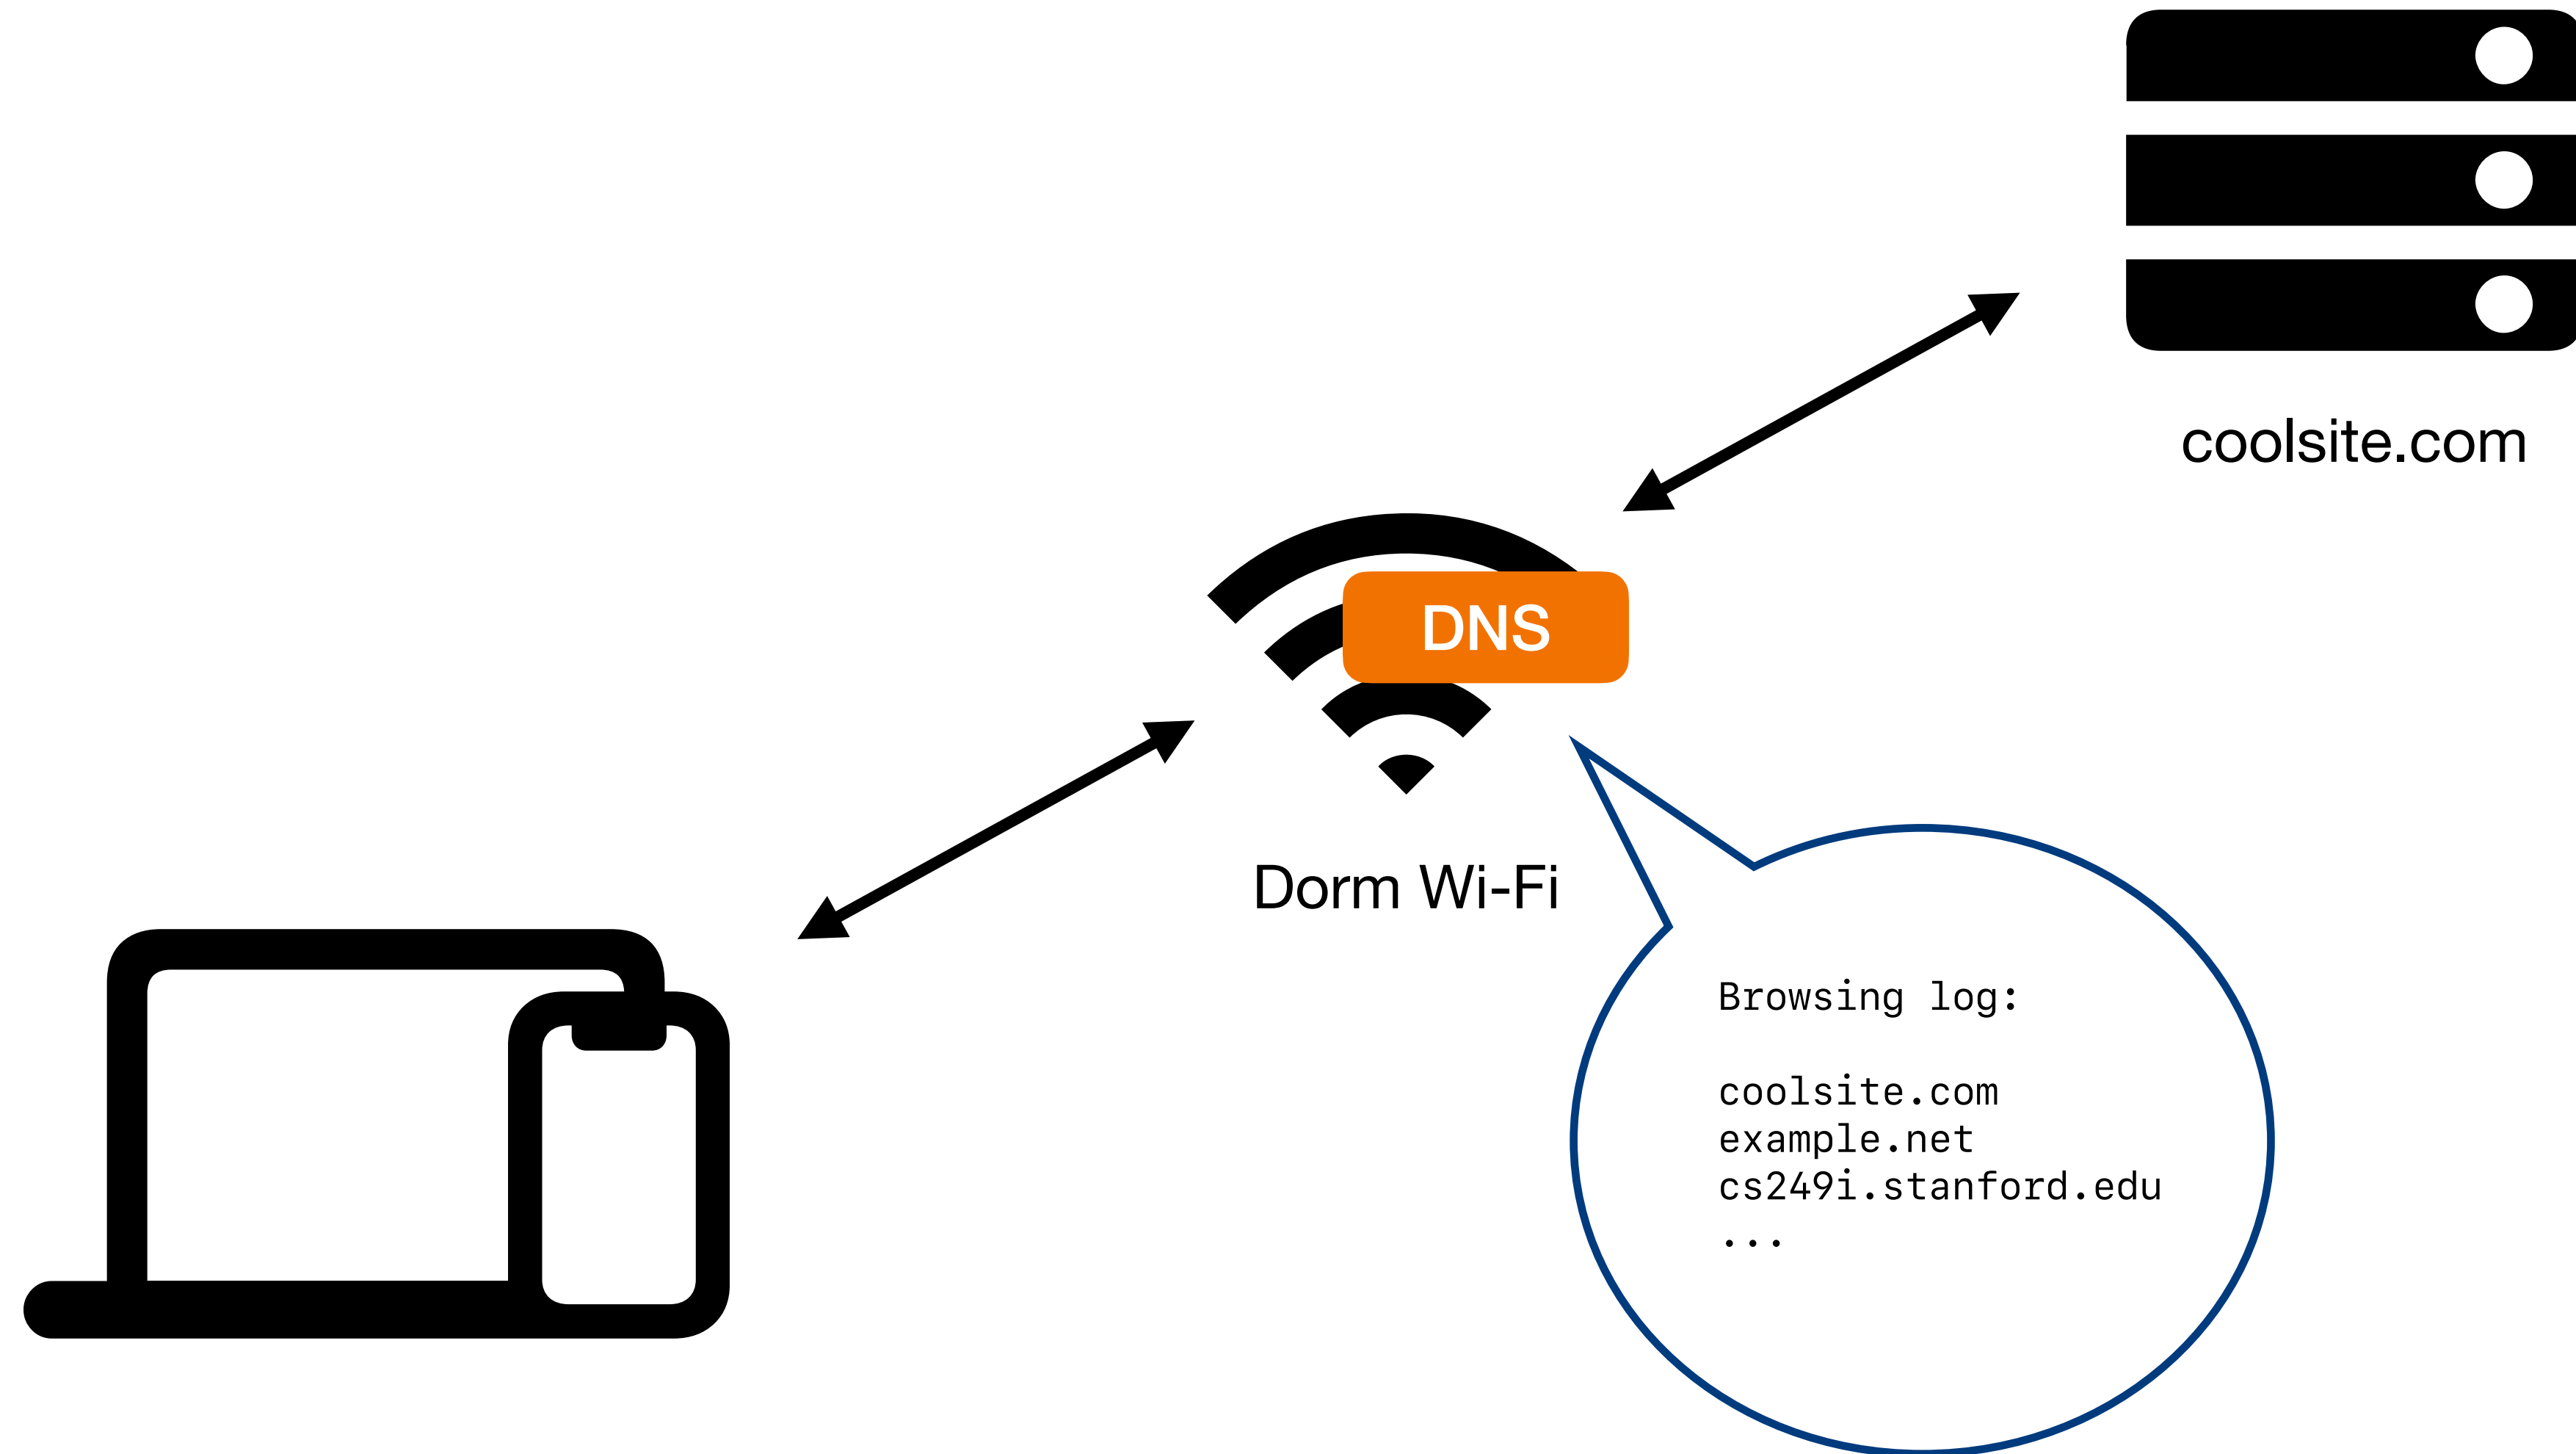 coolsite.com
DNS
Dorm Wi-Fi
Browsing log:
coolsite.com
example.net
cs249i.stanford.edu
...